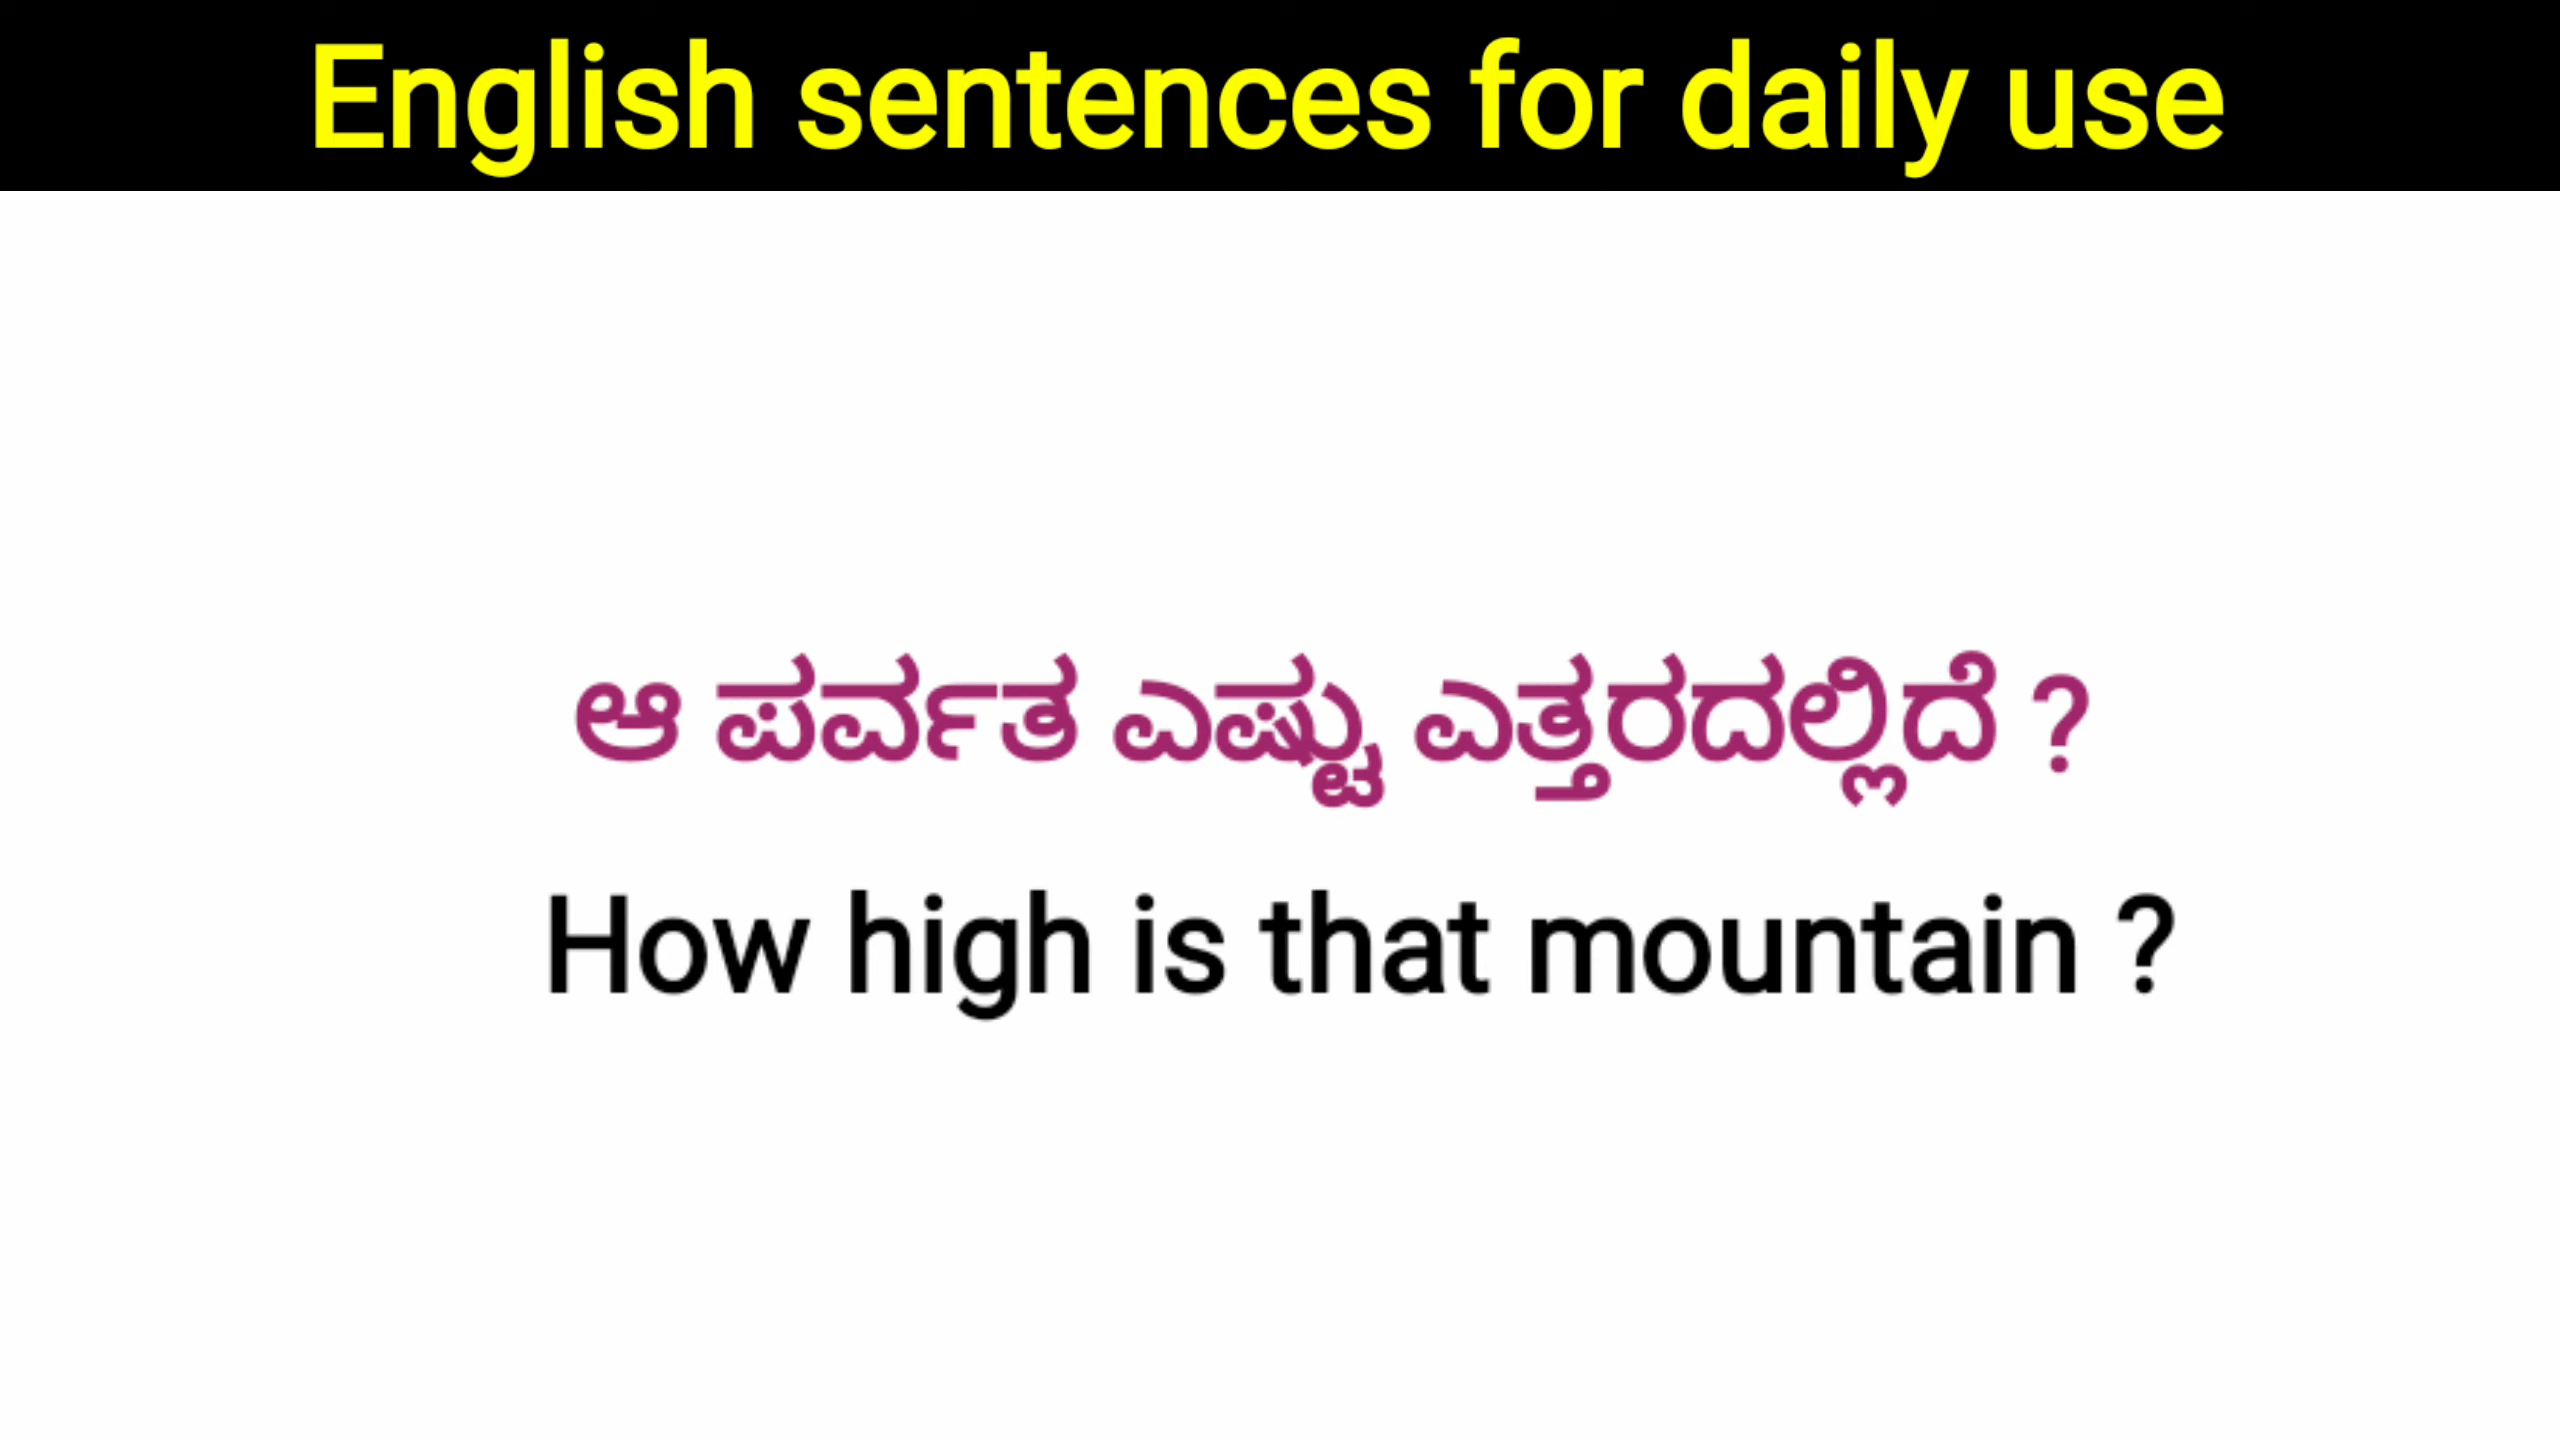 English sentences for daily use
ಆ ಪರ್ವತ ಎಷ್ಟು ಎತ್ತರದಲ್ಲಿದೆ ?
How high is that mountain ?